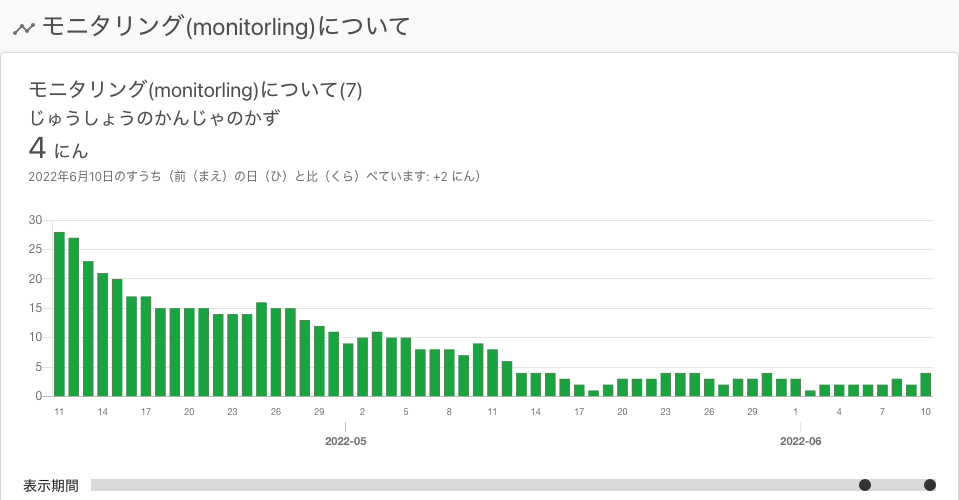 モニタリング(monitorling)について
モニタリング(monitorling)について(7)
じゅうしょうのかんじゃのかず
4 にん
2022年6月10日のすうち（前（まえ）の日（ひ）と比（くら）べています: +2 にん）
30
25
20
15
10
5
0
11 14 17 20 23 26 29 2 5 8 11 14 17 20 23 26 29 1 4 7 10
2022-05 2022-06
表示期間